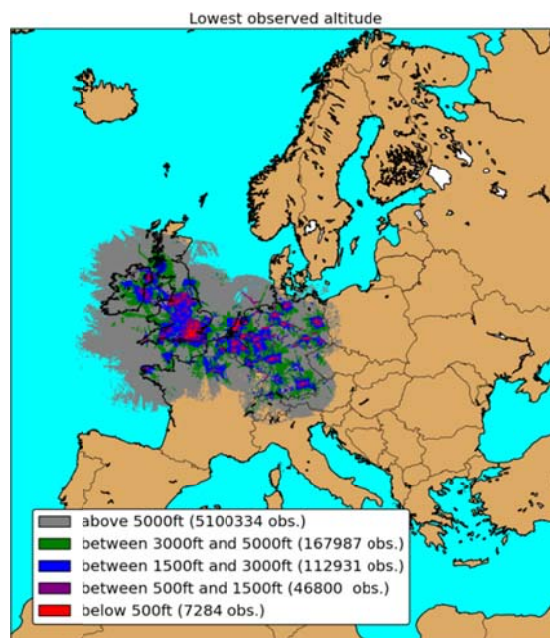 Lowest observed altitude
above 5000ft (5100334 obs.)
between 3000ft and 5000ft (167987 obs.)
between 1500ft and 3000ft (112931 obs.)
between 500ft and 1500ft (46800  obs.)
below 500ft (7284 obs.)